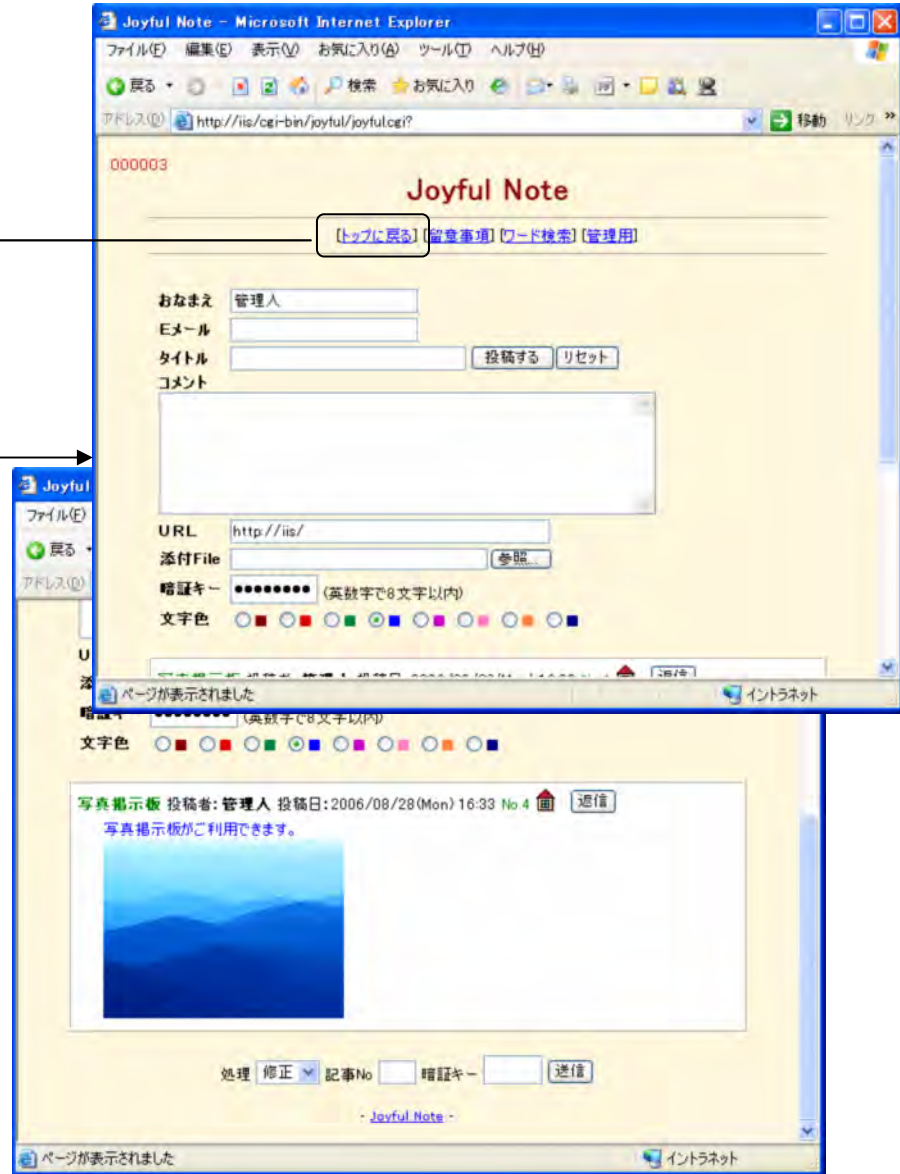 Joyful Note - Microsoft Internet Explorer
ファイル(F) 編集(E) 表示(V) お気に入り(A) ツール(T) ヘルプ(H)
戻る 検索 お気に入り
アドレス(D) http://iis/cgi-bin/joyful/joyful.cgi? 移動 リンク »
000003
Joyful Note
[トップに戻る] [留意事項] [ワード検索] [管理用]
おなまえ 管理人
Eメール
タイトル 投稿する リセット
コメント
URL http://iis/
添付File 参照...
暗証キー ●●●●●●●● (英数字で8文字以内)
文字色
ページが表示されました イントラネット
Joyful
ファイル(F)
戻る
アドレス(D)
(英数字で8文字以内)
文字色
写真掲示板 投稿者:管理人 投稿日:2006/08/28(Mon) 16:33 No.4 返信
写真掲示板がご利用できます。
処理 修正 記事No 暗証キー 送信
- Joyful Note -
ページが表示されました イントラネット